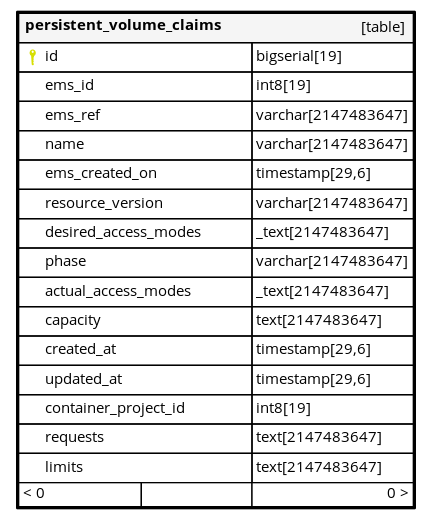 persistent_volume_claims [table]
id bigserial[19]
ems_id int8[19]
ems_ref varchar[2147483647]
name varchar[2147483647]
ems_created_on timestamp[29,6]
resource_version varchar[2147483647]
desired_access_modes _text[2147483647]
phase varchar[2147483647]
actual_access_modes _text[2147483647]
capacity text[2147483647]
created_at timestamp[29,6]
updated_at timestamp[29,6]
container_project_id int8[19]
requests text[2147483647]
limits text[2147483647]
< 0 0 >